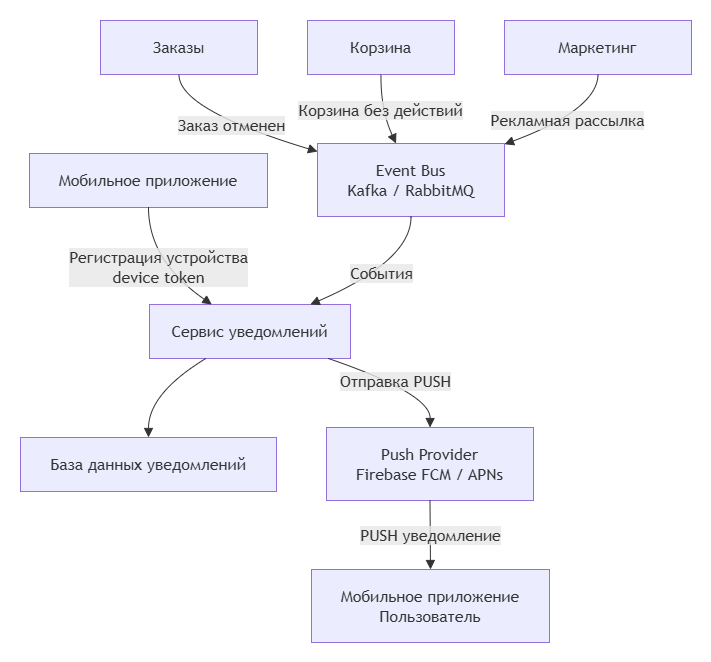 Заказы
Корзина
Маркетинг
Заказ отменен
Корзина без действий
Рекламная рассылка
Event Bus
Kafka / RabbitMQ
Мобильное приложение
Регистрация устройства
device token
События
Сервис уведомлений
Отправка PUSH
База данных уведомлений
Push Provider
Firebase FCM / APNs
PUSH уведомление
Мобильное приложение
Пользователь